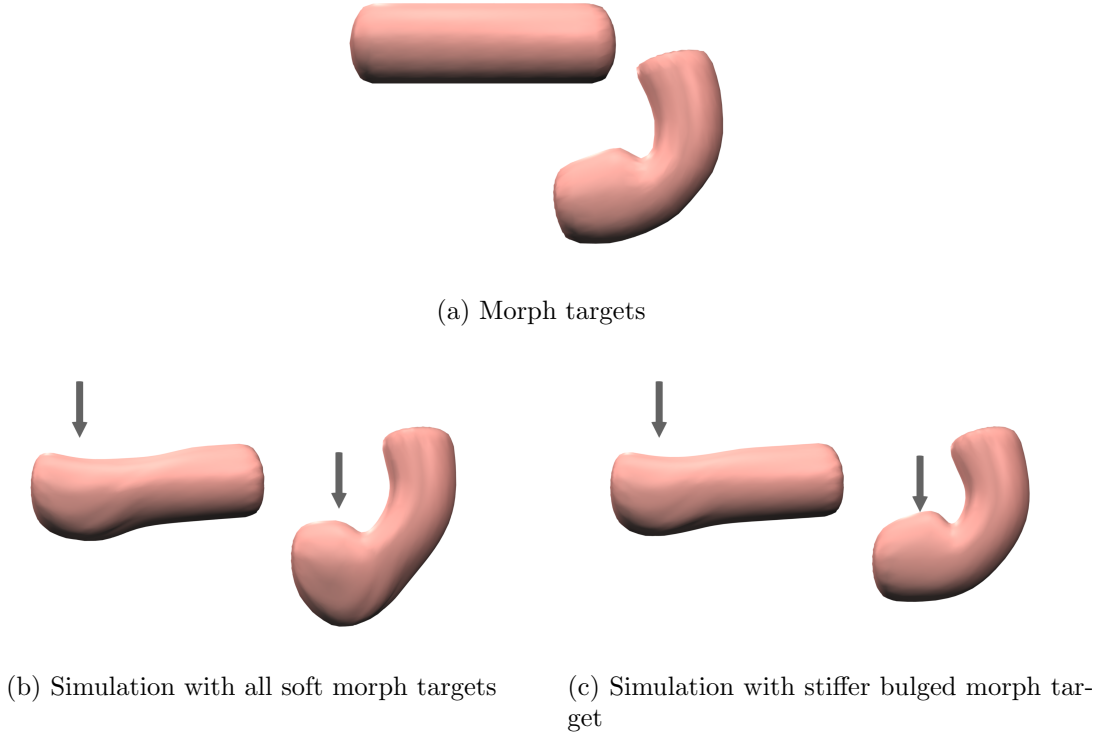 (a) Morph targets
(b) Simulation with all soft morph targets
(c) Simulation with stiffer bulged morph tar-
get